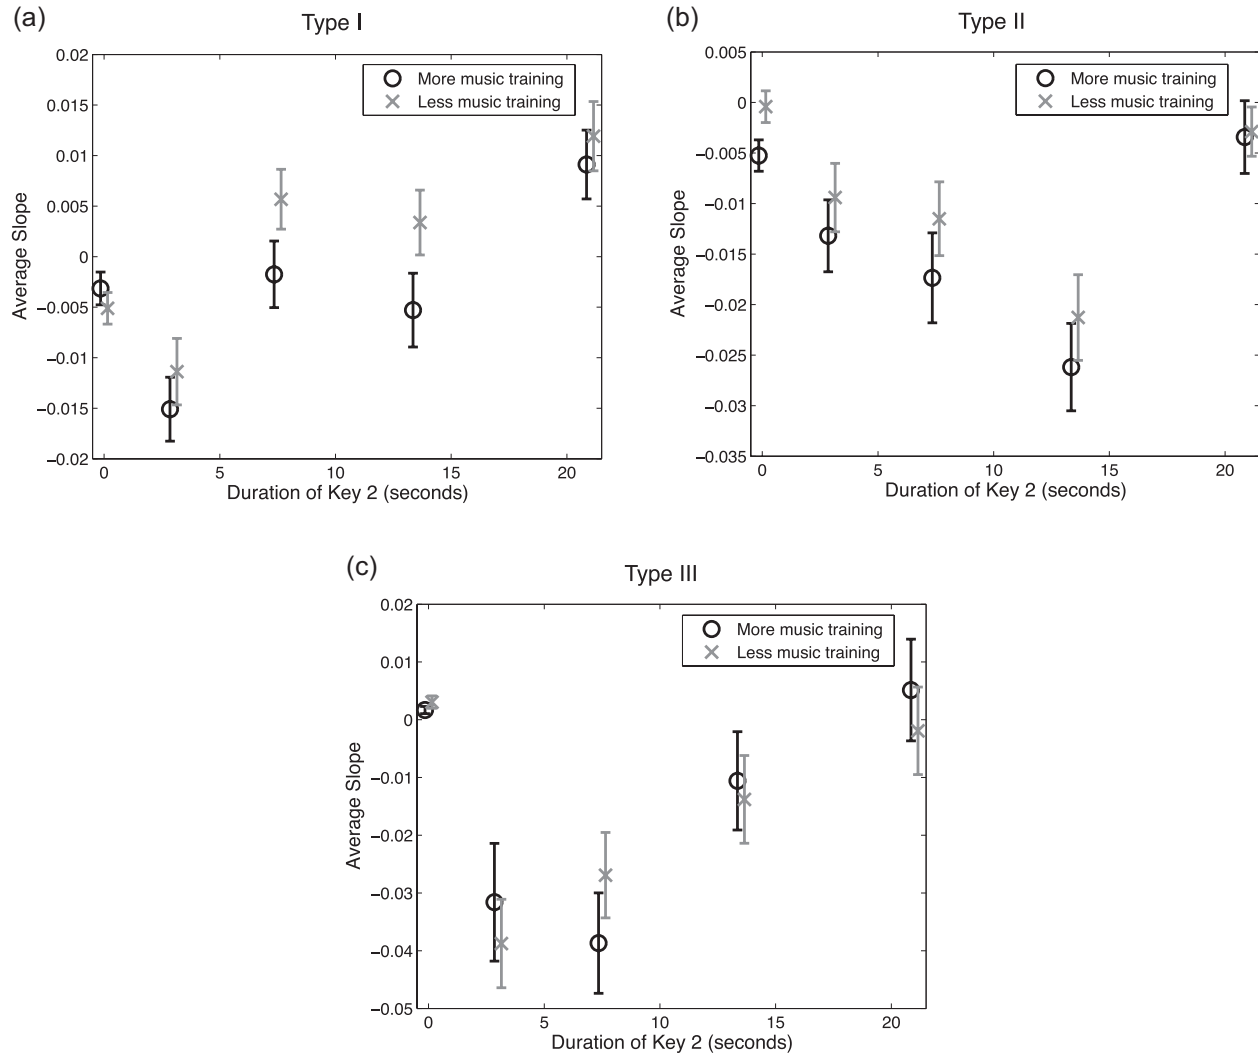 (a)
Type I
0.02
0.015
0.01
0.005
0
−0.005
−0.01
−0.015
−0.02
Average Slope
More music training
Less music training
0 5 10 15 20
Duration of Key 2 (seconds)
(b)
Type II
0.005
0
−0.005
−0.01
−0.015
−0.02
−0.025
−0.03
−0.035
Average Slope
More music training
Less music training
0 5 10 15 20
Duration of Key 2 (seconds)
(c)
Type III
0.02
0.01
0
−0.01
−0.02
−0.03
−0.04
−0.05
Average Slope
More music training
Less music training
0 5 10 15 20
Duration of Key 2 (seconds)